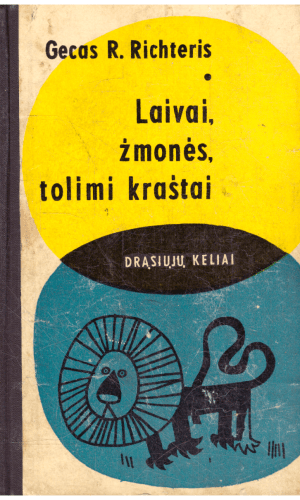 Gecas R. Richteris
Laivai,
žmonės,
tolimi kraštai
DRĄSIŲJŲ KELIAI